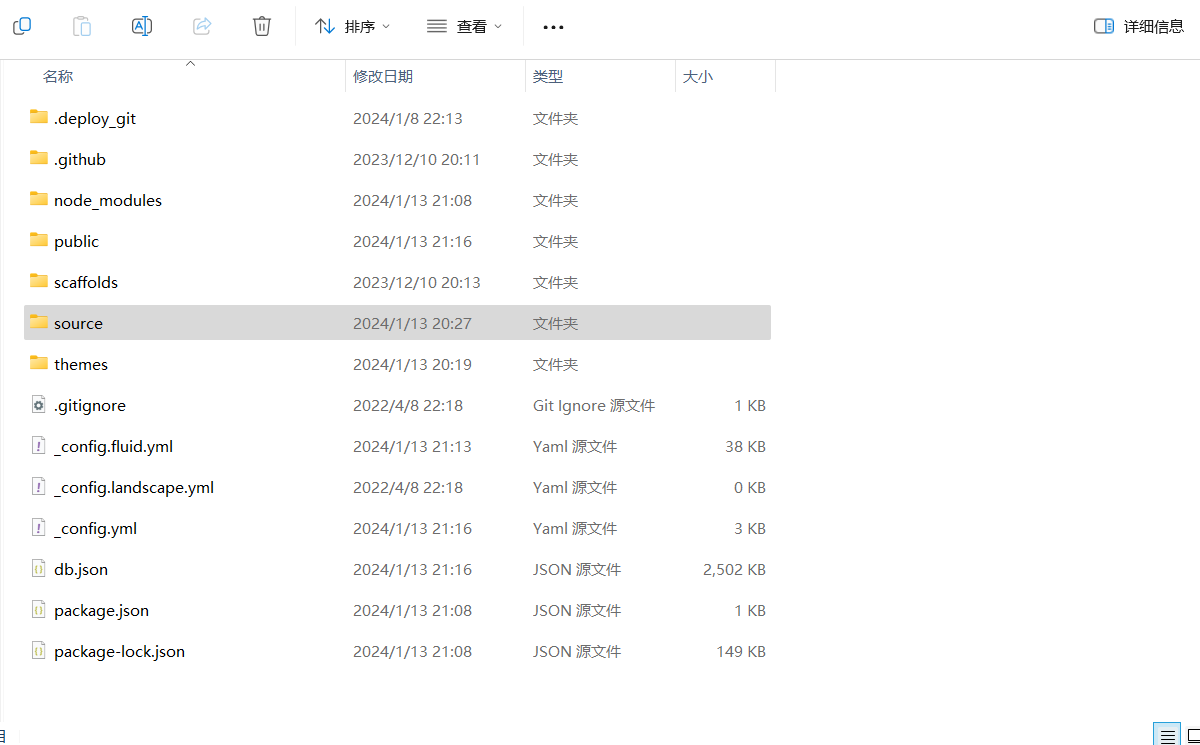 排序 查看 ••• 详细信息
名称 修改日期 类型 大小
.deploy_git 2024/1/8 22:13 文件夹
.github 2023/12/10 20:11 文件夹
node_modules 2024/1/13 21:08 文件夹
public 2024/1/13 21:16 文件夹
scaffolds 2023/12/10 20:13 文件夹
source 2024/1/13 20:27 文件夹
themes 2024/1/13 20:19 文件夹
.gitignore 2022/4/8 22:18 Git Ignore 源文件 1 KB
_config.fluid.yml 2024/1/13 21:13 Yaml 源文件 38 KB
_config.landscape.yml 2022/4/8 22:18 Yaml 源文件 0 KB
_config.yml 2024/1/13 21:16 Yaml 源文件 3 KB
db.json 2024/1/13 21:16 JSON 源文件 2,502 KB
package.json 2024/1/13 21:08 JSON 源文件 1 KB
package-lock.json 2024/1/13 21:08 JSON 源文件 149 KB